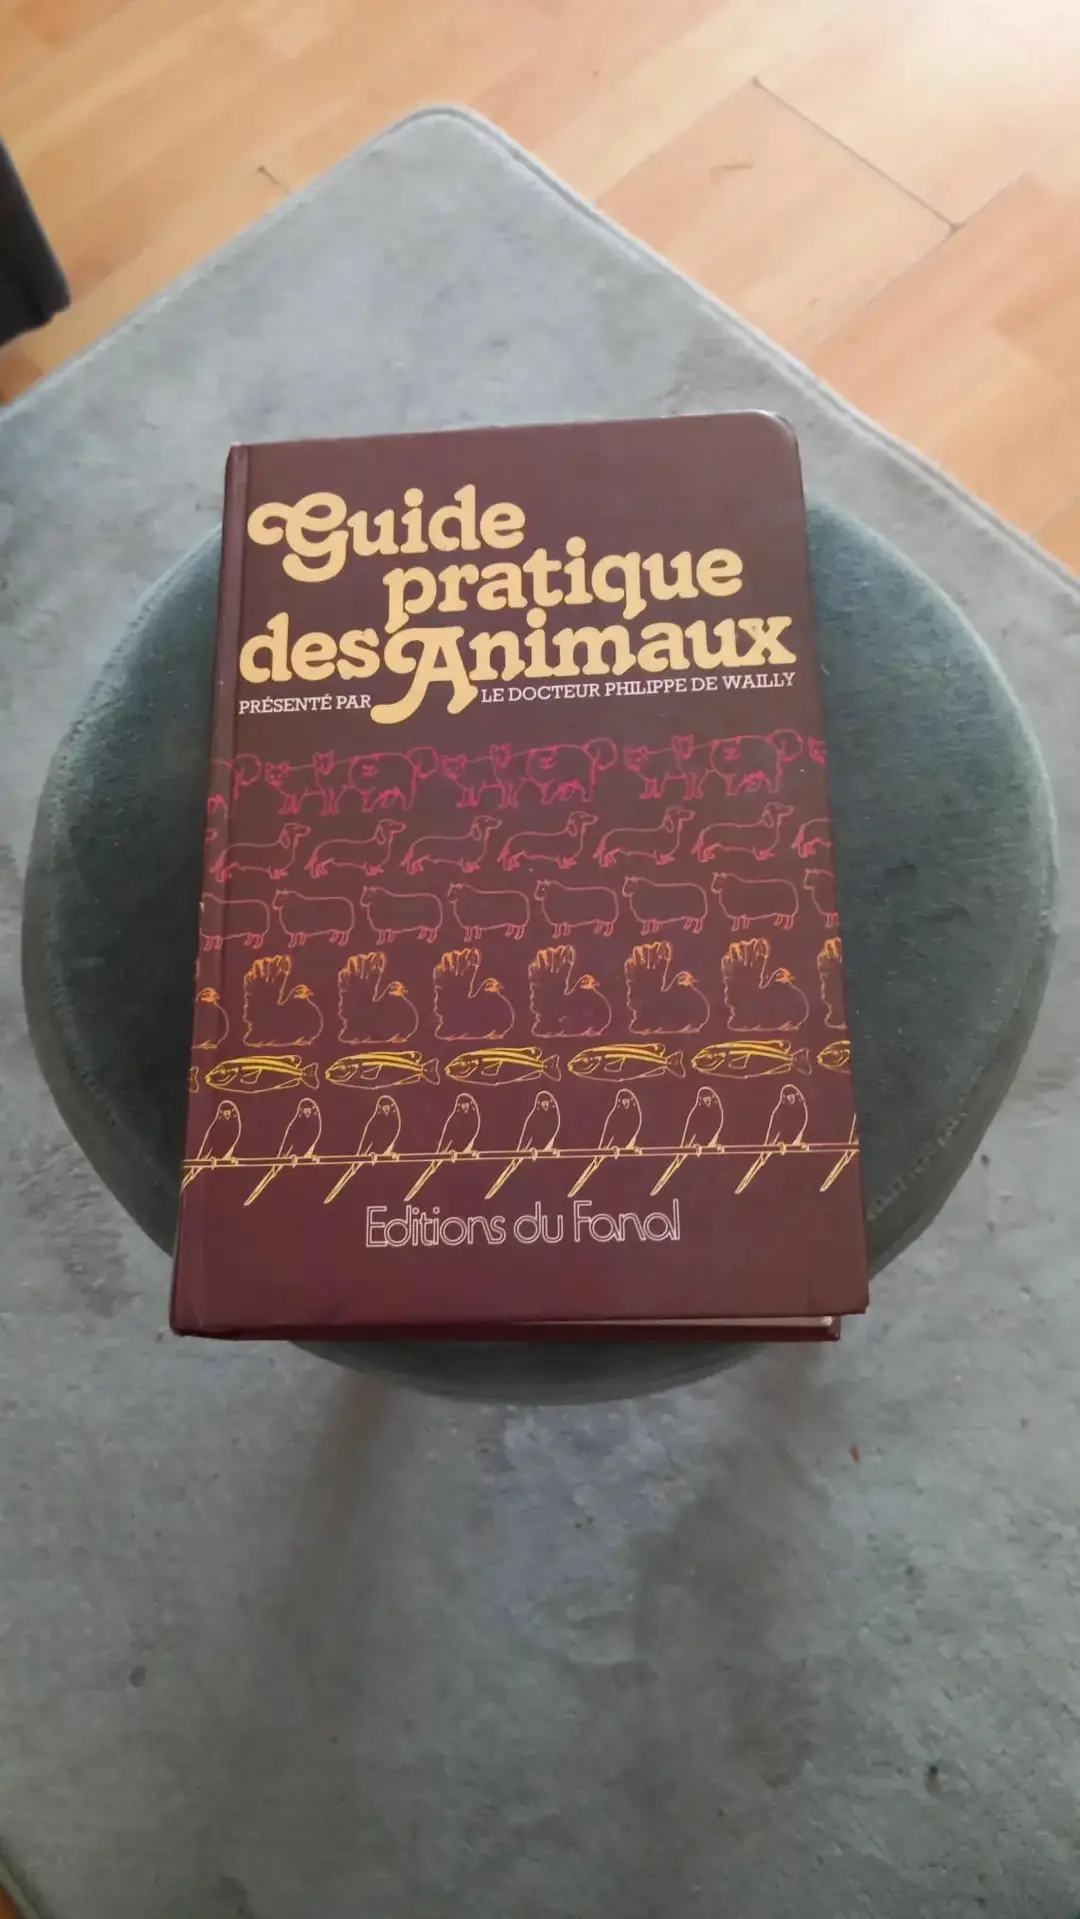 Guide
pratique
des Animaux
PRÉSENTÉ PAR LE DOCTEUR PHILIPPE DE WAILLY
Editions du Fanal